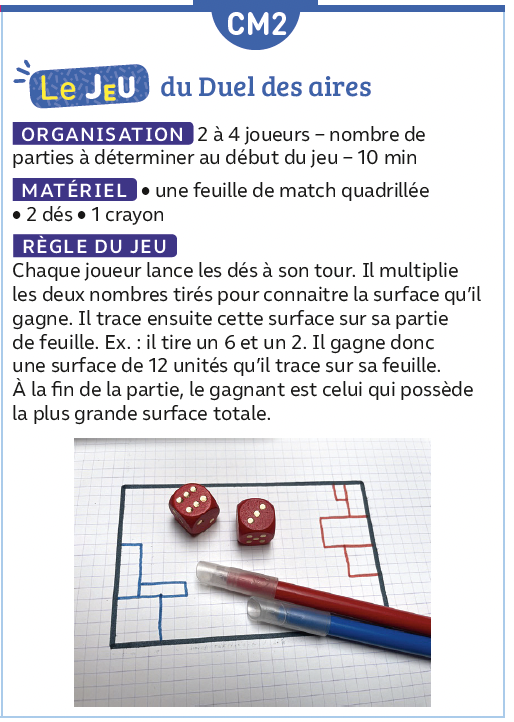 CM2
Le JEU du Duel des aires
ORGANISATION 2 à 4 joueurs – nombre de
parties à déterminer au début du jeu – 10 min
MATÉRIEL • une feuille de match quadrillée
• 2 dés • 1 crayon
RÈGLE DU JEU
Chaque joueur lance les dés à son tour. Il multiplie
les deux nombres tirés pour connaitre la surface qu’il
gagne. Il trace ensuite cette surface sur sa partie
de feuille. Ex. : il tire un 6 et un 2. Il gagne donc
une surface de 12 unités qu’il trace sur sa feuille.
À la fin de la partie, le gagnant est celui qui possède
la plus grande surface totale.